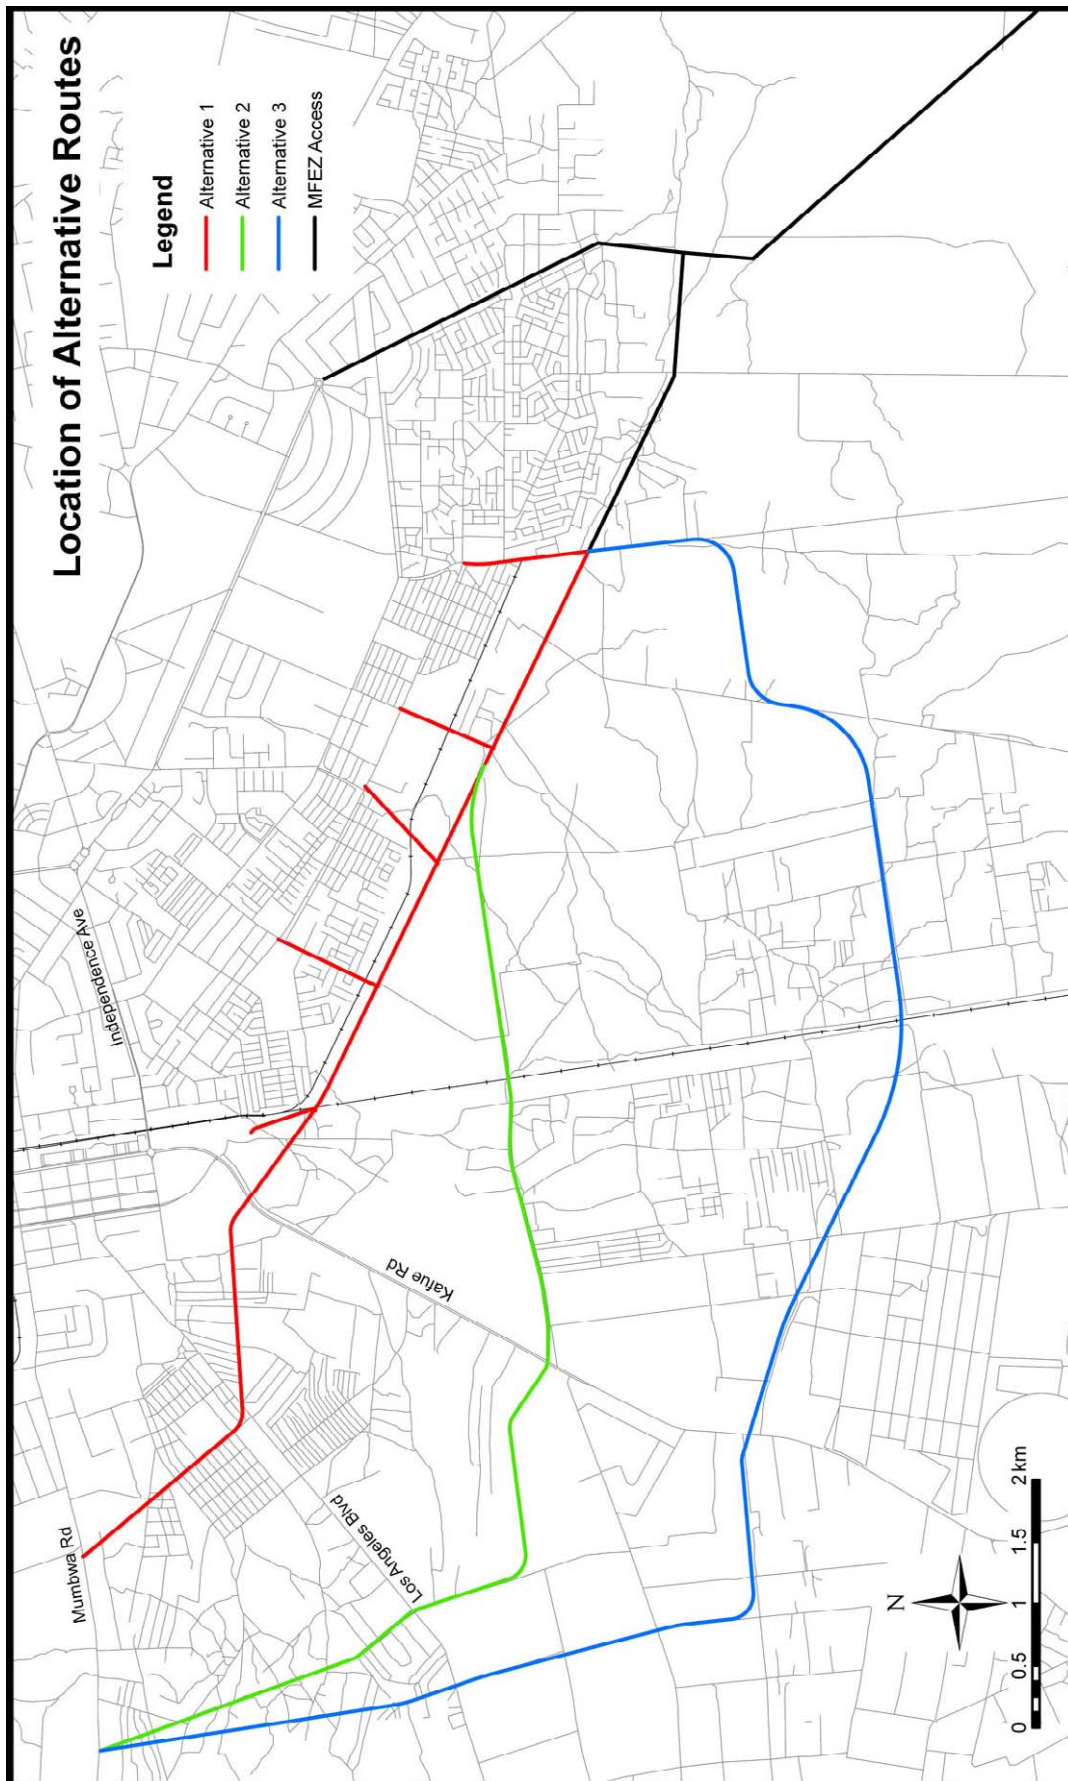 Location of Alternative Routes
Legend
Alternative 1
Alternative 2
Alternative 3
MFEZ Access
Mumbwa Rd
Independence Ave
Kafue Rd
Los Angeles Blvd
N
0 0.5 1 1.5 2 km